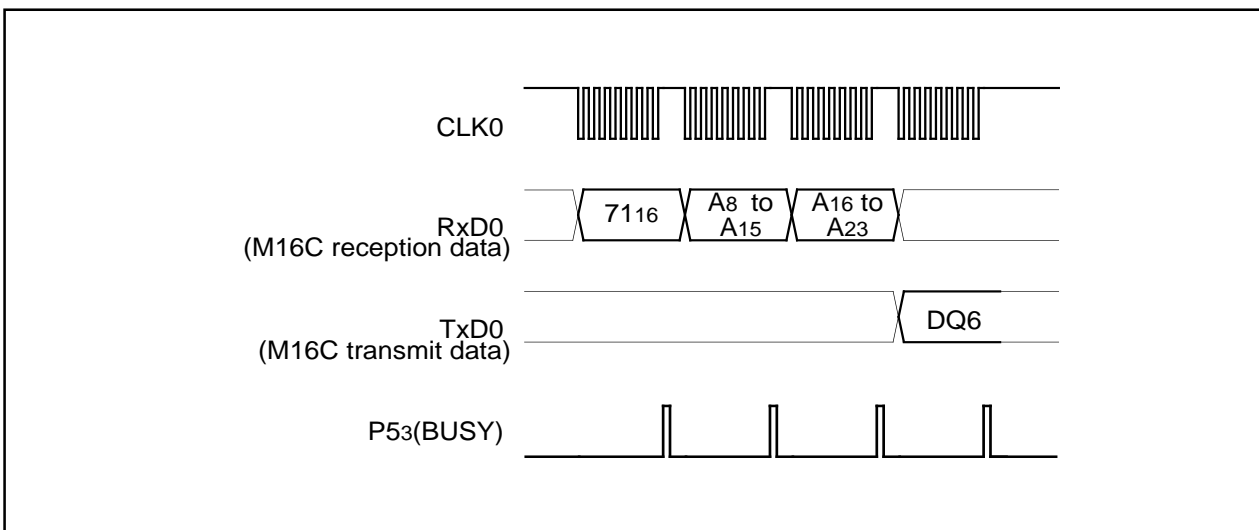 CLK0
RxD0
(M16C reception data)
7116
A8 to
A15
A16 to
A23
TxD0
(M16C transmit data)
DQ6
P53(BUSY)